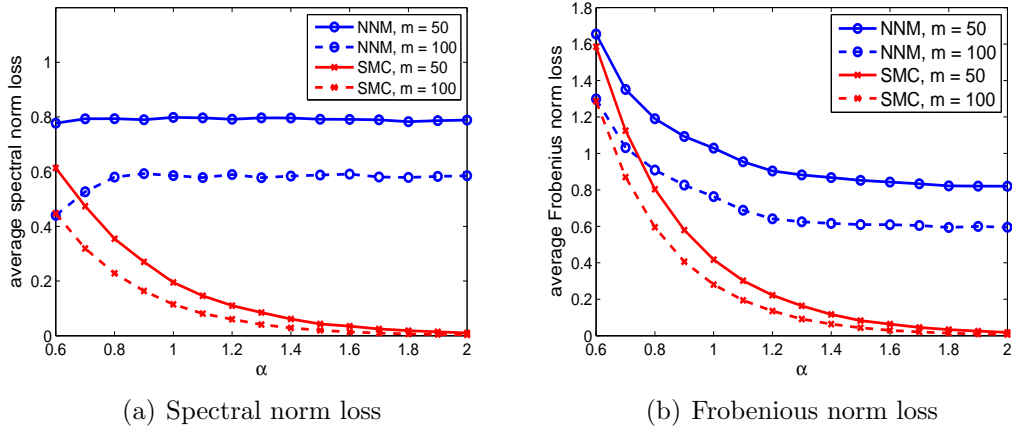 NNM, m = 50
NNM, m = 100
SMC, m = 50
SMC, m = 100
average spectral norm loss
1
0.8
0.6
0.4
0.2
0
0.6 0.8 1 1.2 1.4 1.6 1.8 2
α
(a) Spectral norm loss
NNM, m = 50
NNM, m = 100
SMC, m = 50
SMC, m = 100
average Frobenius norm loss
1.8
1.6
1.4
1.2
1
0.8
0.6
0.4
0.2
0
0.6 0.8 1 1.2 1.4 1.6 1.8 2
α
(b) Frobenious norm loss